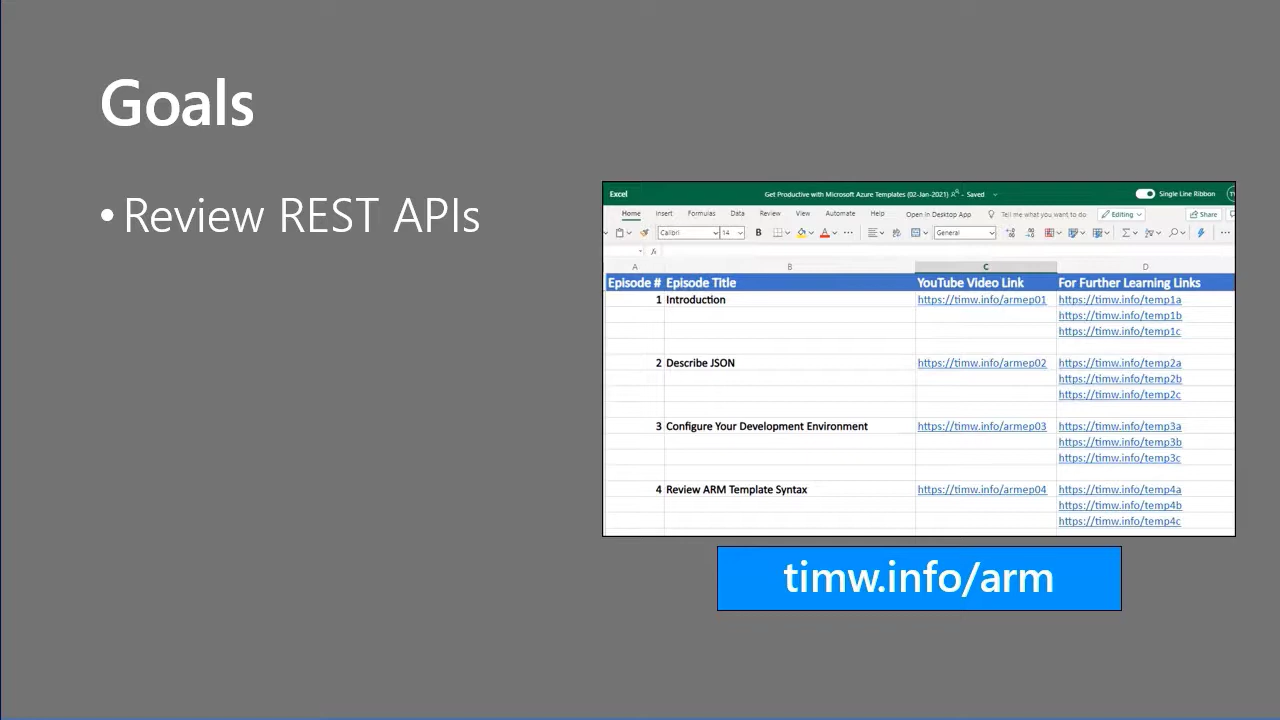 Goals
• Review REST APIs
Excel Get Productive with Microsoft Azure Templates (02-Jan-2021) - Saved Single Line Ribbon
Home Insert Formulas Data Review View Automate Help Open in Desktop App Tell me what you want to do Editing Share
Calibri 14 B A General
fx
A B C D
Episode # Episode Title YouTube Video Link For Further Learning Links
1 Introduction https://timw.info/armep01 https://timw.info/temp1a
https://timw.info/temp1b
https://timw.info/temp1c
2 Describe JSON https://timw.info/armep02 https://timw.info/temp2a
https://timw.info/temp2b
https://timw.info/temp2c
3 Configure Your Development Environment https://timw.info/armep03 https://timw.info/temp3a
https://timw.info/temp3b
https://timw.info/temp3c
4 Review ARM Template Syntax https://timw.info/armep04 https://timw.info/temp4a
https://timw.info/temp4b
https://timw.info/temp4c
timw.info/arm